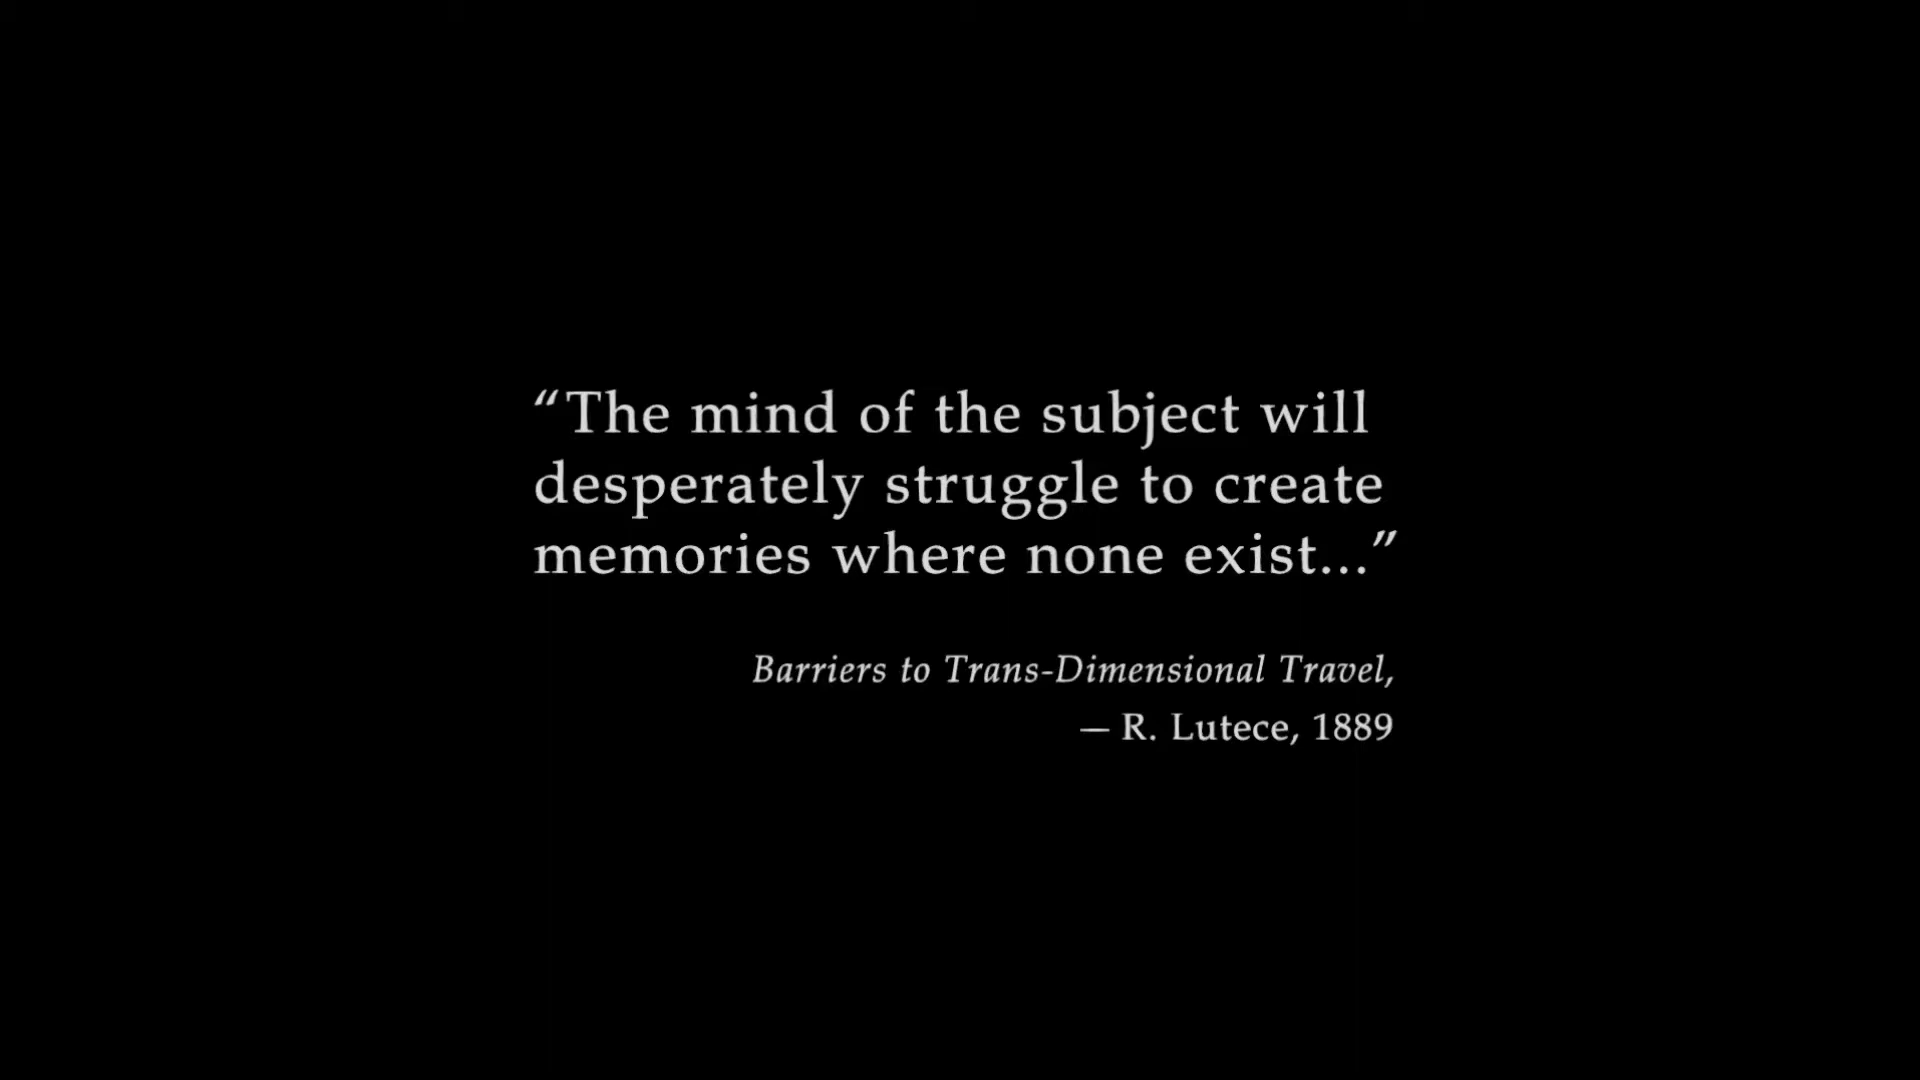 “The mind of the subject will
desperately struggle to create
memories where none exist...”
Barriers to Trans-Dimensional Travel,
— R. Lutece, 1889